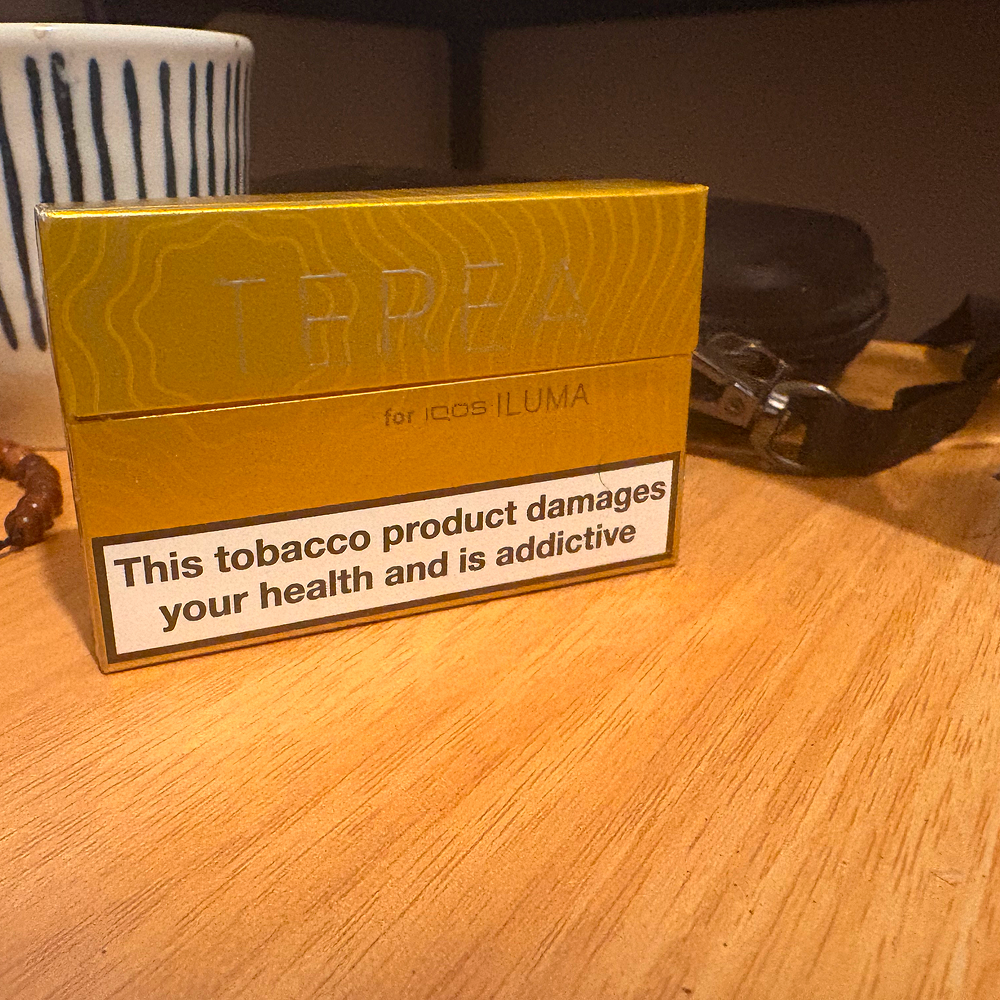 TEREA
for IQOS ILUMA
This tobacco product damages
your health and is addictive